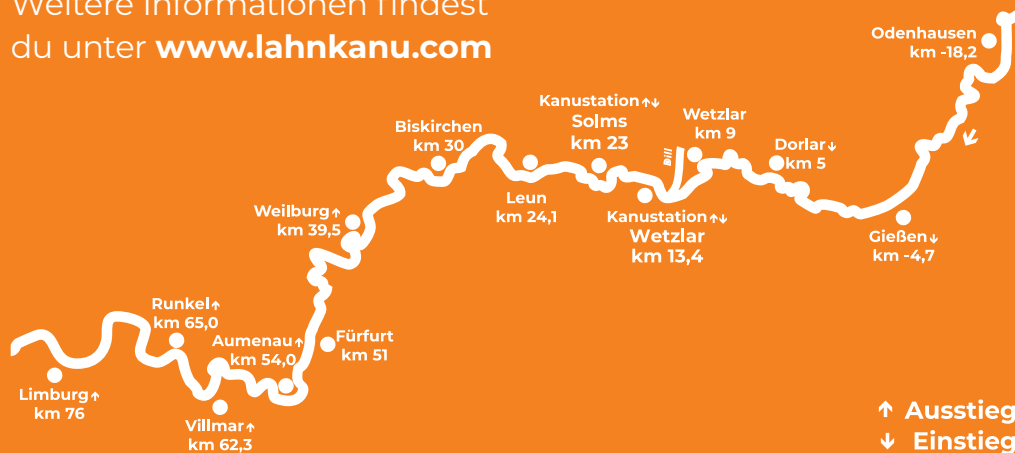 Weitere Informationen findest
du unter www.lahnkanu.com
Odenhausen
km -18,2
Kanustation↑↓
Solms
km 23
Wetzlar
km 9
Biskirchen
km 30
Dorlar↓
km 5
Dill
Leun
km 24,1
Weilburg↑
km 39,5
Kanustation↑↓
Wetzlar
km 13,4
Gießen↓
km -4,7
Runkel↑
km 65,0
Aumenau↑
km 54,0
Fürfurt
km 51
Limburg↑
km 76
Villmar↑
km 62,3
↑ Ausstieg
↓ Einstieg